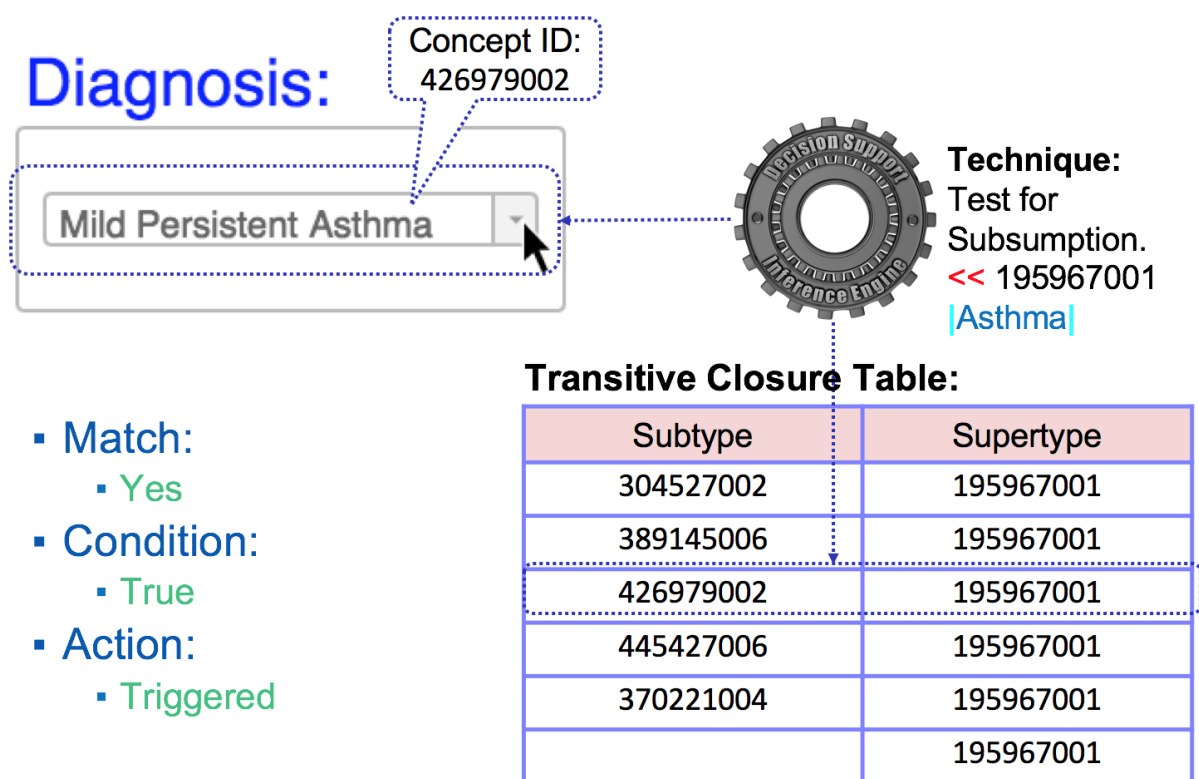 Concept ID:
426979002
Diagnosis:
Mild Persistent Asthma
Decision Support
Inference Engine
Technique:
Test for
Subsumption.
<< 195967001
|Asthma|
▪ Match:
▪ Yes
▪ Condition:
▪ True
▪ Action:
▪ Triggered
Transitive Closure Table:
Subtype Supertype
304527002 195967001
389145006 195967001
426979002 195967001
445427006 195967001
370221004 195967001
195967001